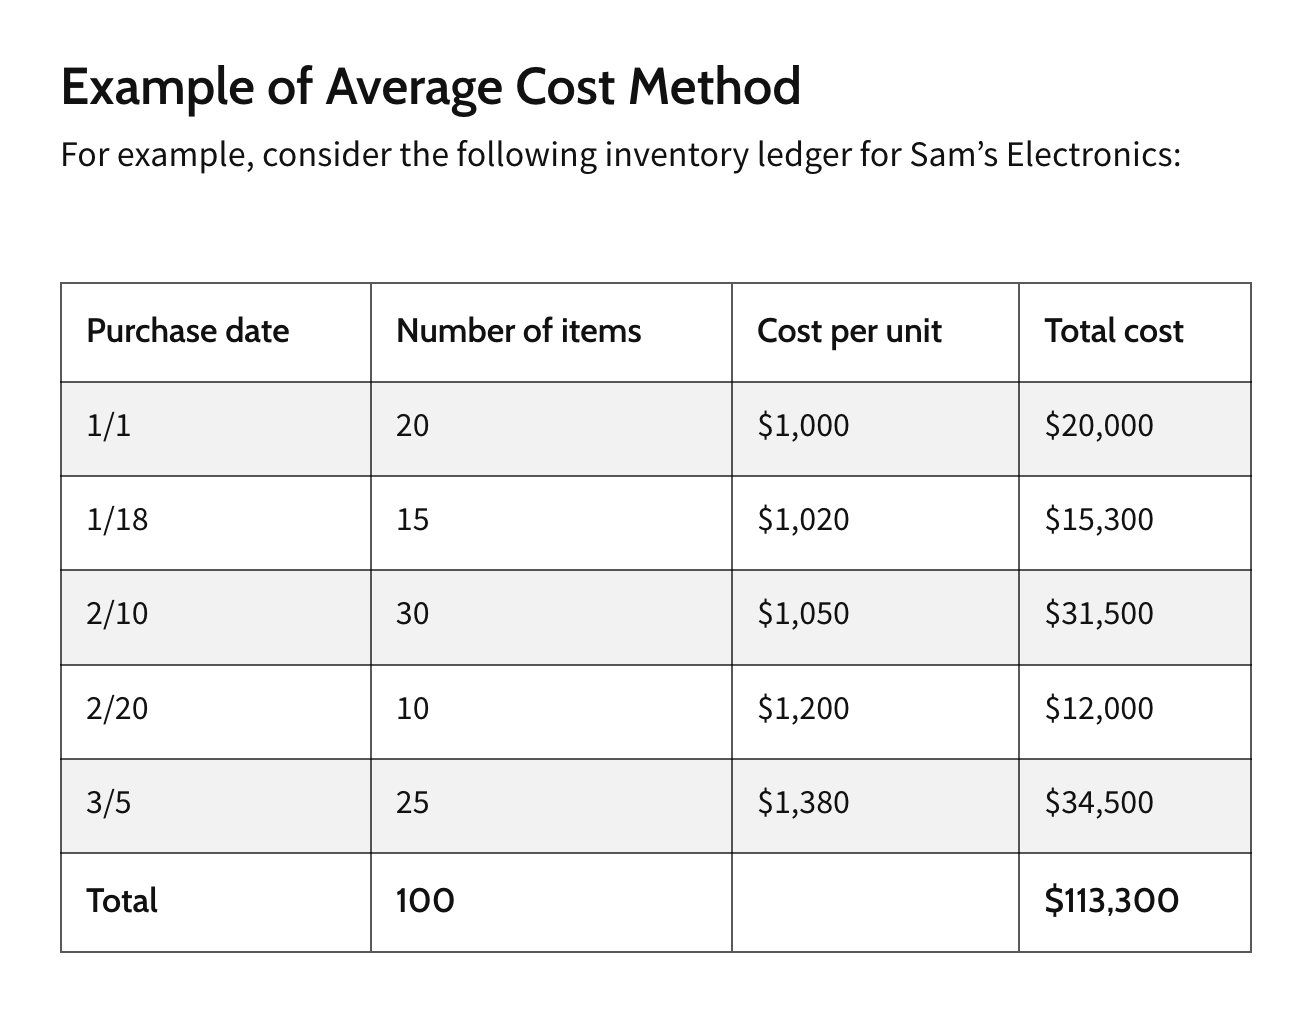 Example of Average Cost Method
For example, consider the following inventory ledger for Sam’s Electronics:
Purchase date Number of items Cost per unit Total cost
1/1 20 $1,000 $20,000
1/18 15 $1,020 $15,300
2/10 30 $1,050 $31,500
2/20 10 $1,200 $12,000
3/5 25 $1,380 $34,500
Total 100 $113,300